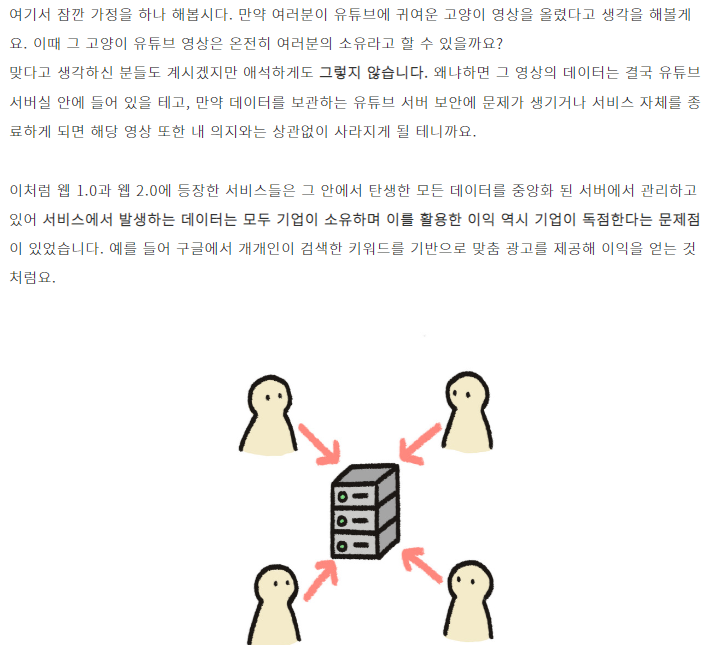 여기서 잠깐 가정을 하나 해봅시다. 만약 여러분이 유튜브에 귀여운 고양이 영상을 올렸다고 생각을 해볼게
요. 이때 그 고양이 유튜브 영상은 온전히 여러분의 소유라고 할 수 있을까요?
맞다고 생각하신 분들도 계시겠지만 애석하게도 그렇지 않습니다. 왜냐하면 그 영상의 데이터는 결국 유튜브
서버실 안에 들어 있을 테고, 만약 데이터를 보관하는 유튜브 서버 보안에 문제가 생기거나 서비스 자체를 종
료하게 되면 해당 영상 또한 내 의지와는 상관없이 사라지게 될 테니까요.
이처럼 웹 1.0과 웹 2.0에 등장한 서비스들은 그 안에서 탄생한 모든 데이터를 중앙화 된 서버에서 관리하고
있어 서비스에서 발생하는 데이터는 모두 기업이 소유하며 이를 활용한 이익 역시 기업이 독점한다는 문제점
이 있었습니다. 예를 들어 구글에서 개개인이 검색한 키워드를 기반으로 맞춤 광고를 제공해 이익을 얻는 것
처럼요.